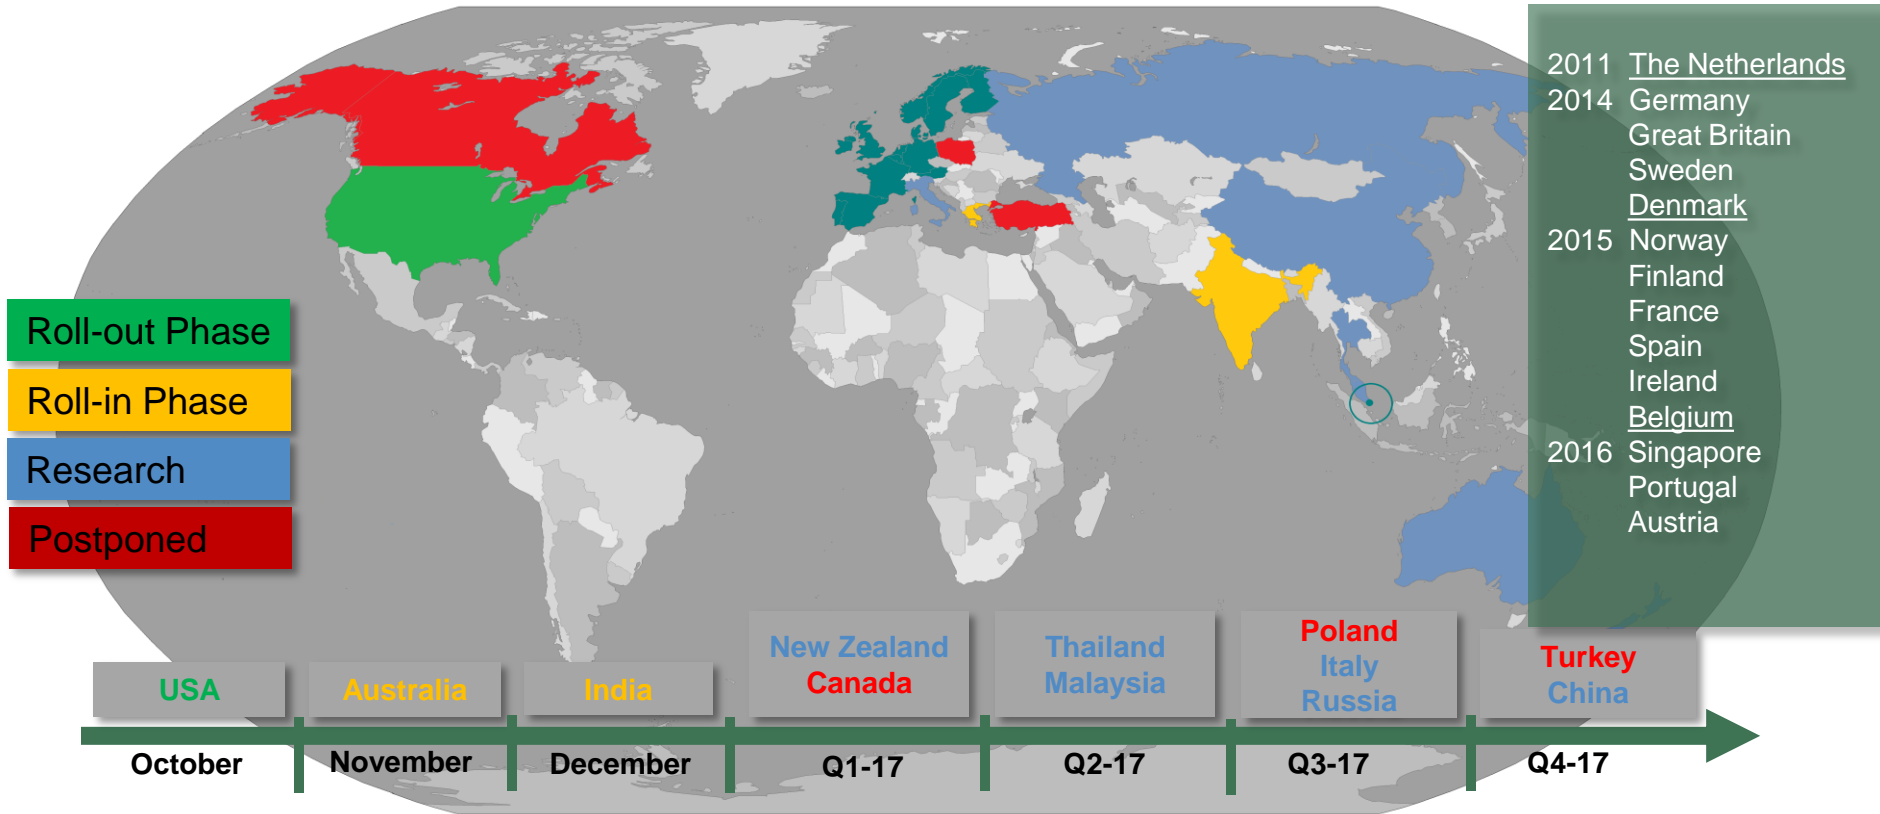 2011 The Netherlands
2014 Germany
Great Britain
Sweden
Denmark
2015 Norway
Finland
France
Spain
Ireland
Belgium
2016 Singapore
Portugal
Austria
Roll-out Phase
Roll-in Phase
Research
Postponed
USA
Australia
India
New Zealand
Canada
Thailand
Malaysia
Poland
Italy
Russia
Turkey
China
October
November
December
Q1-17
Q2-17
Q3-17
Q4-17